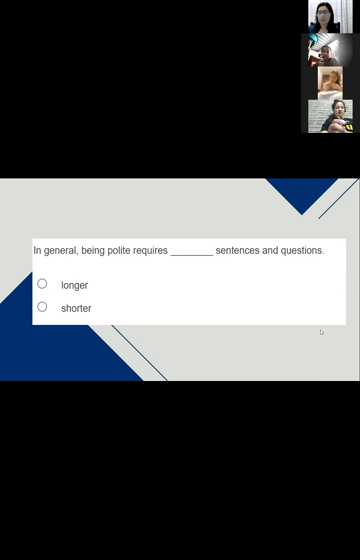 In general, being polite requires ________ sentences and questions.
longer
shorter